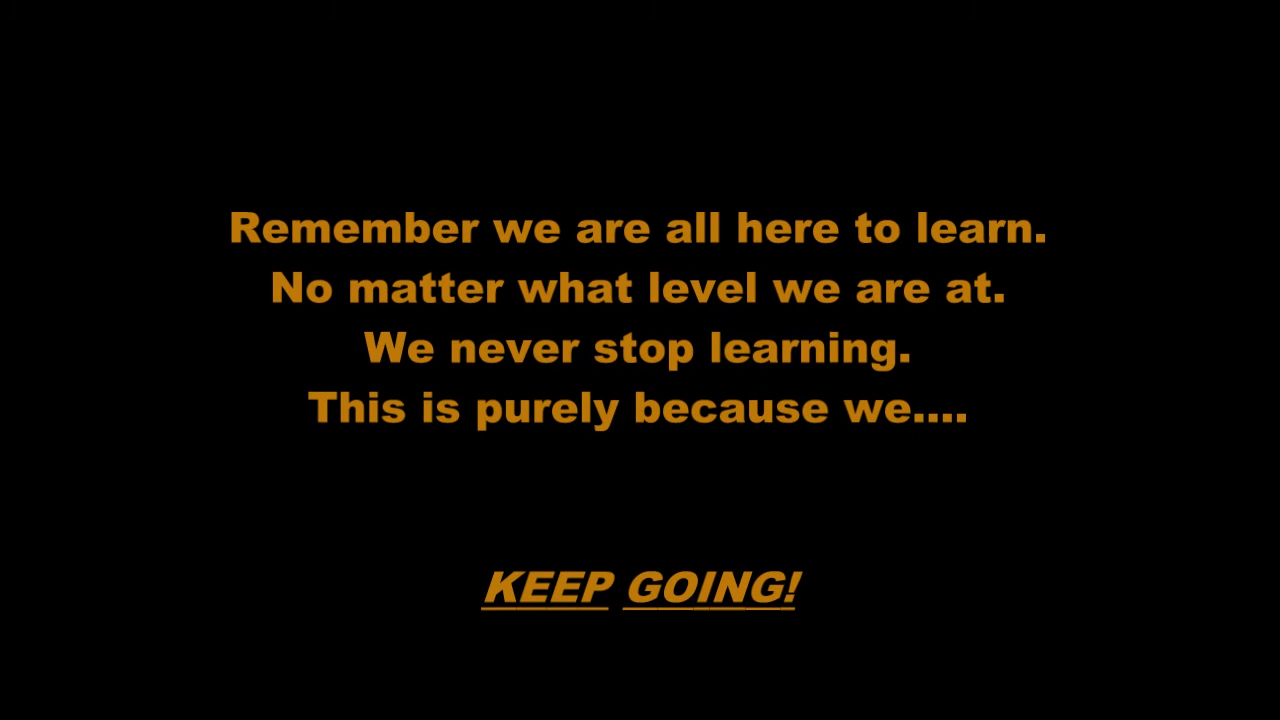 Remember we are all here to learn.
No matter what level we are at.
We never stop learning.
This is purely because we....
KEEP GOING!